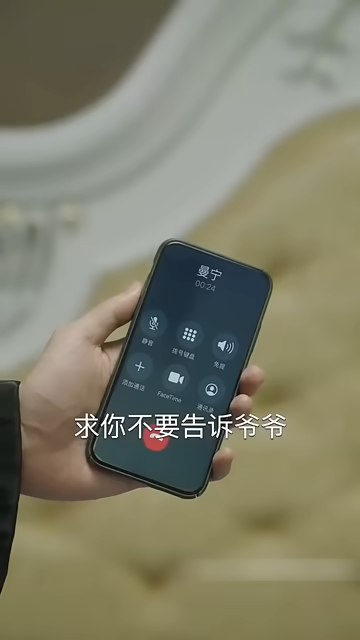 曼宁
00:24
静音
拨号键盘
免提
添加通话
FaceTime
通讯录
求你不要告诉爷爷